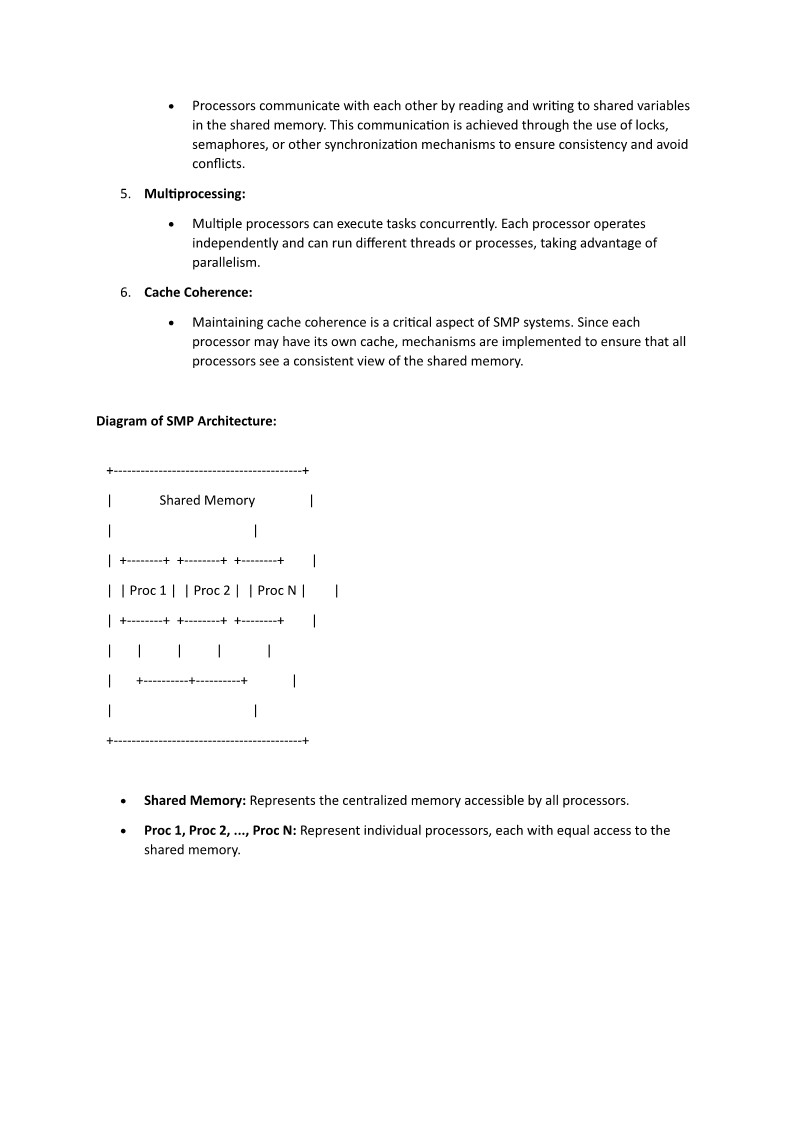 • Processors communicate with each other by reading and writing to shared variables
in the shared memory. This communication is achieved through the use of locks,
semaphores, or other synchronization mechanisms to ensure consistency and avoid
conflicts.
5. Multiprocessing:
• Multiple processors can execute tasks concurrently. Each processor operates
independently and can run different threads or processes, taking advantage of
parallelism.
6. Cache Coherence:
• Maintaining cache coherence is a critical aspect of SMP systems. Since each
processor may have its own cache, mechanisms are implemented to ensure that all
processors see a consistent view of the shared memory.
Diagram of SMP Architecture:
+------------------------------------------+
|            Shared Memory             |
|                                    |
|  +--------+  +--------+  +--------+       |
|  | Proc 1 |  | Proc 2 |  | Proc N |       |
|  +--------+  +--------+  +--------+       |
|      |         |         |            |
|      +----------+----------+            |
|                                    |
+------------------------------------------+
• Shared Memory: Represents the centralized memory accessible by all processors.
• Proc 1, Proc 2, ..., Proc N: Represent individual processors, each with equal access to the
shared memory.